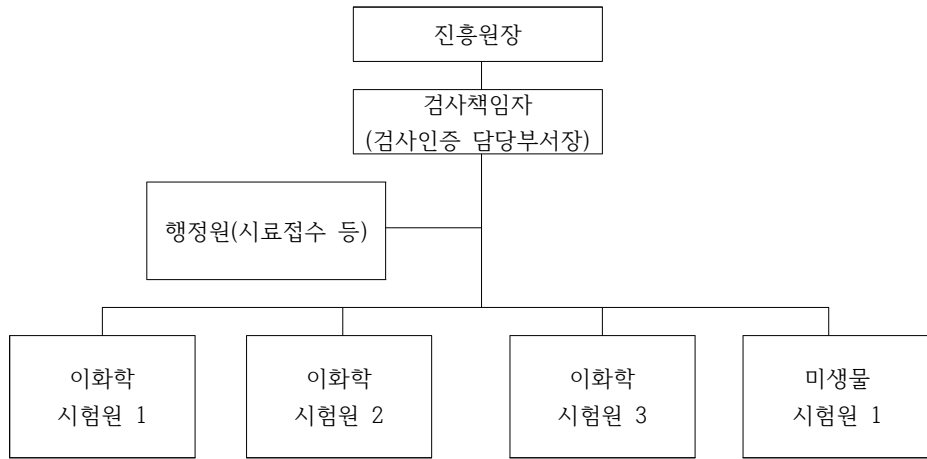 진흥원장
검사책임자
(검사인증 담당부서장)
행정원(시료접수 등)
이화학
시험원 1
이화학
시험원 2
이화학
시험원 3
미생물
시험원 1